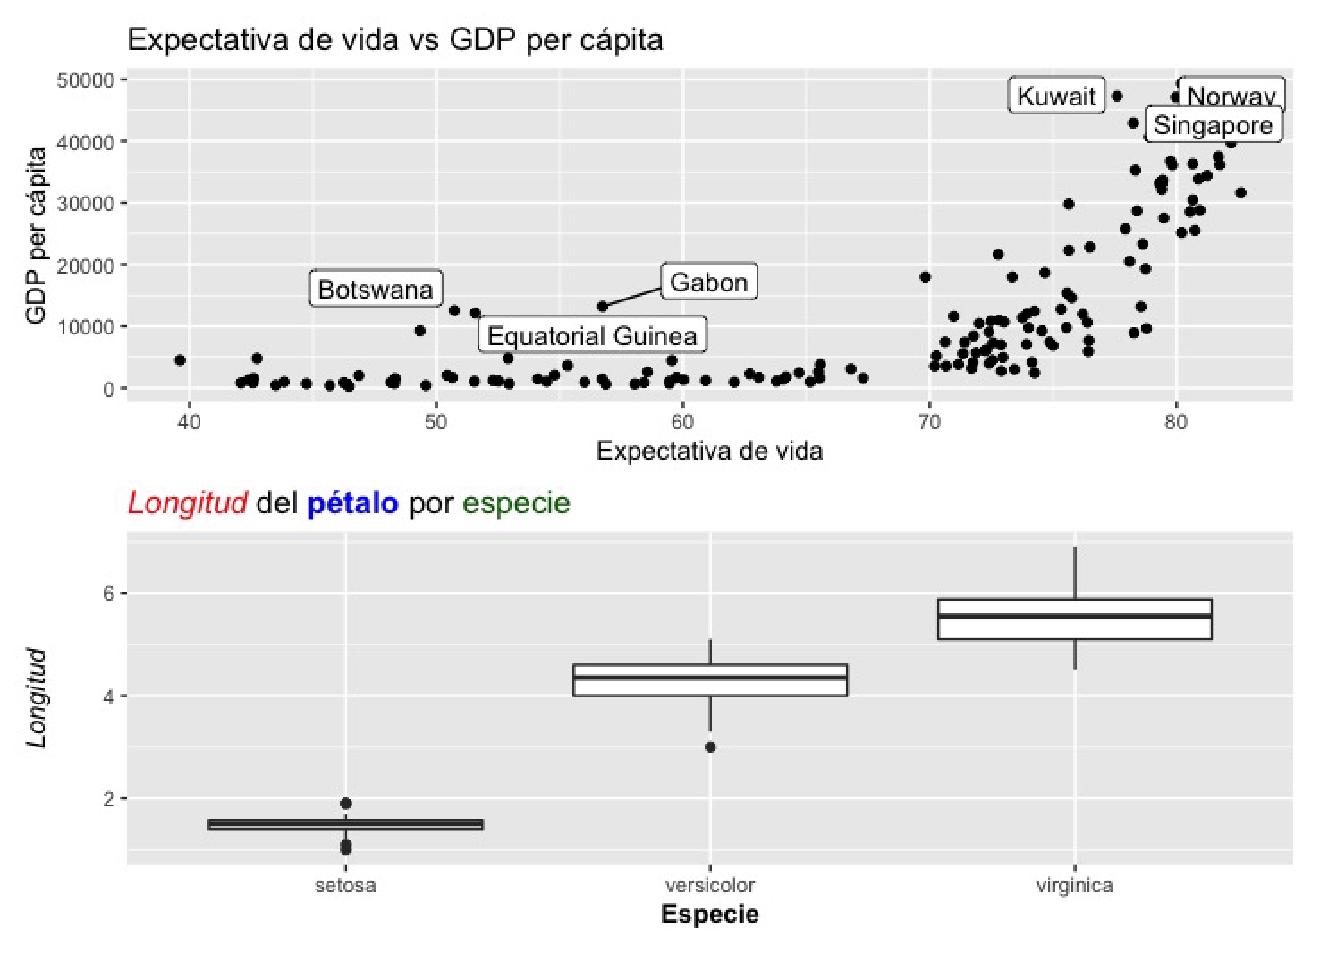 Expectativa de vida vs GDP per cápita
50000
40000
30000
20000
10000
0
GDP per cápita
Kuwait
Norway
Singapore
Botswana
Gabon
Equatorial Guinea
40 50 60 70 80
Expectativa de vida
Longitud del pétalo por especie
6
4
2
Longitud
setosa versicolor virginica
Especie